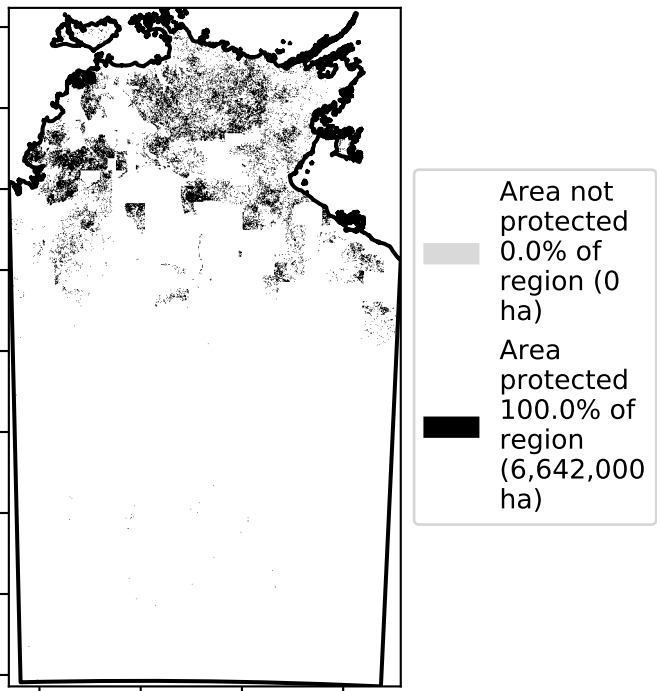 Area not
protected
0.0% of
region (0
ha)
Area
protected
100.0% of
region
(6,642,000
ha)